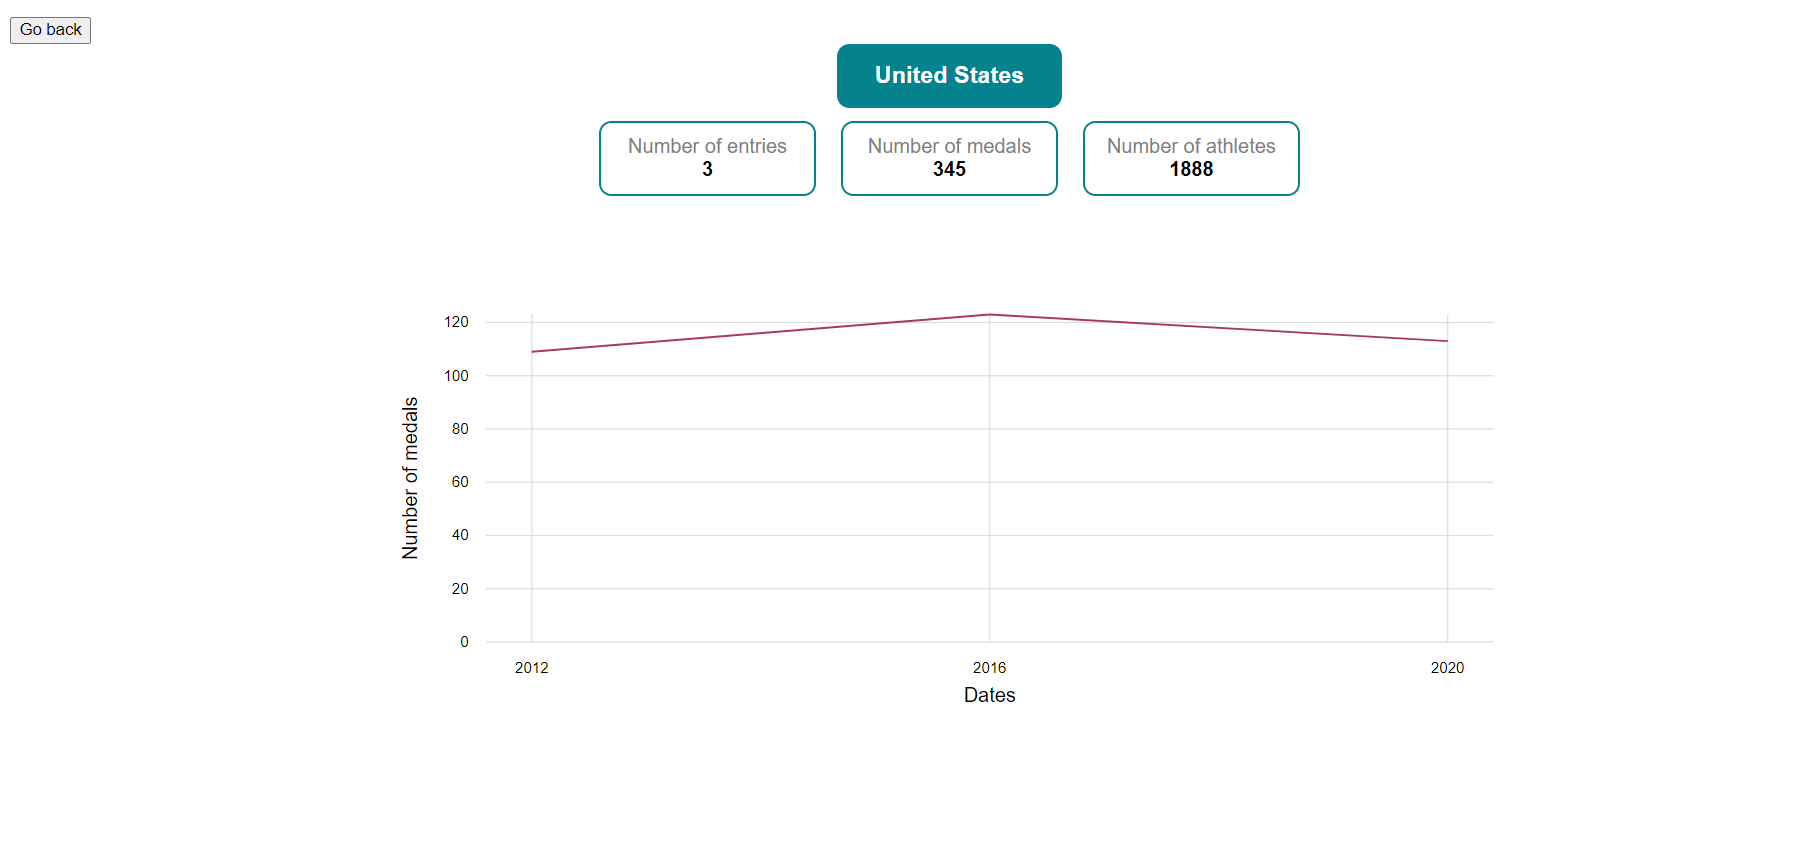 Go back
United States
Number of entries
3
Number of medals
345
Number of athletes
1888
120
100
80
60
40
20
0
Number of medals
2012 2016 2020
Dates